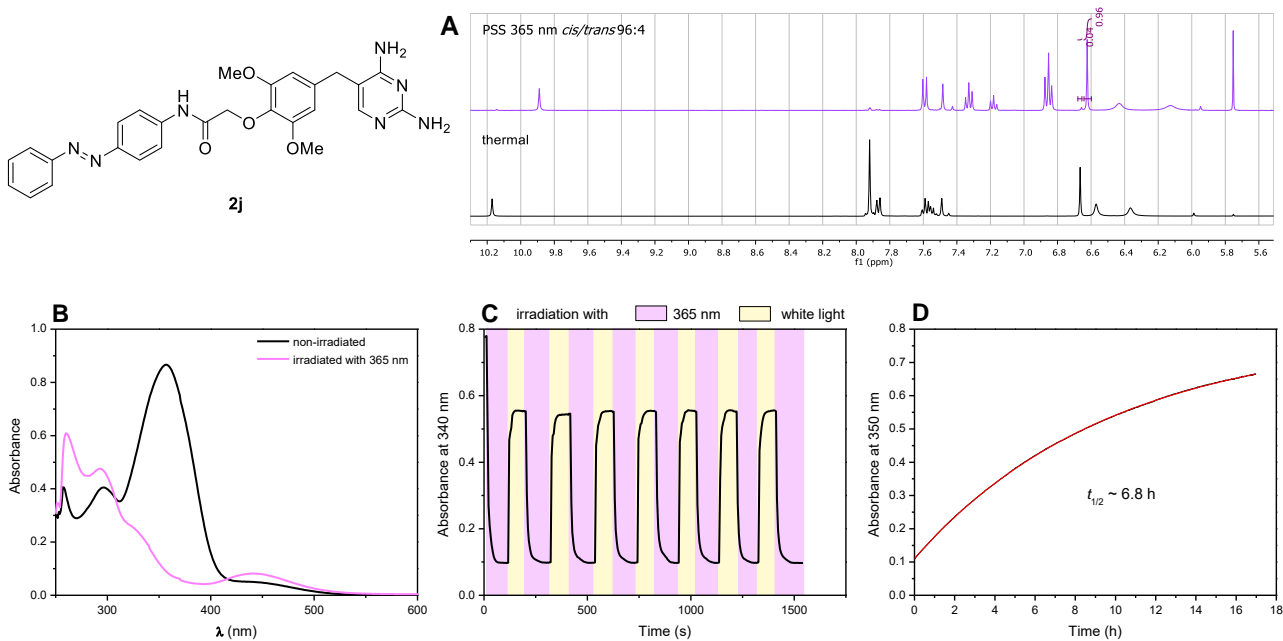 A
PSS 365 nm cis/trans 96:4
0.04
0.96
thermal
10.2 10.0 9.8 9.6 9.4 9.2 9.0 8.8 8.6 8.4 8.2 8.0 7.8 7.6 7.4 7.2 7.0 6.8 6.6 6.4 6.2 6.0 5.8 5.6
f1 (ppm)
NH2
MeO
N
N
NH2
H
N
O
O
OMe
N
N
2j
B
1.0
0.8
0.6
0.4
0.2
0.0
Absorbance
non-irradiated
irradiated with 365 nm
300 400 500 600
λ (nm)
C
irradiation with 365 nm white light
0.8
0.6
0.4
0.2
0.0
Absorbance at 340 nm
0 500 1000 1500
Time (s)
D
0.8
0.7
0.6
0.5
0.4
0.3
0.2
0.1
0.0
Absorbance at 350 nm
t1/2 ~ 6.8 h
0 2 4 6 8 10 12 14 16 18
Time (h)